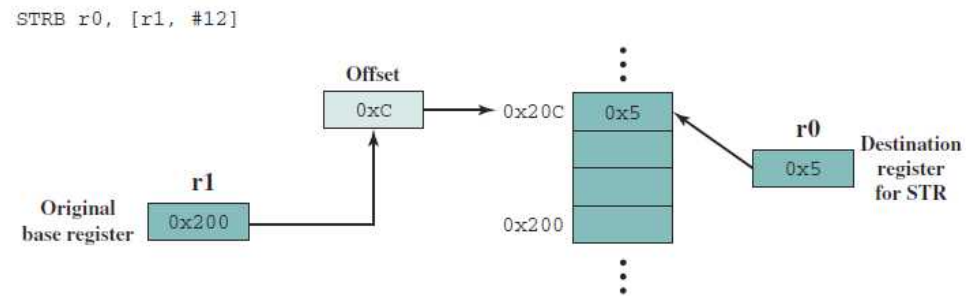 STRB r0, [r1, #12]
Offset
0xC
0x20C
0x5
r0
0x5
Destination
register
for STR
r1
Original
base register
0x200
0x200